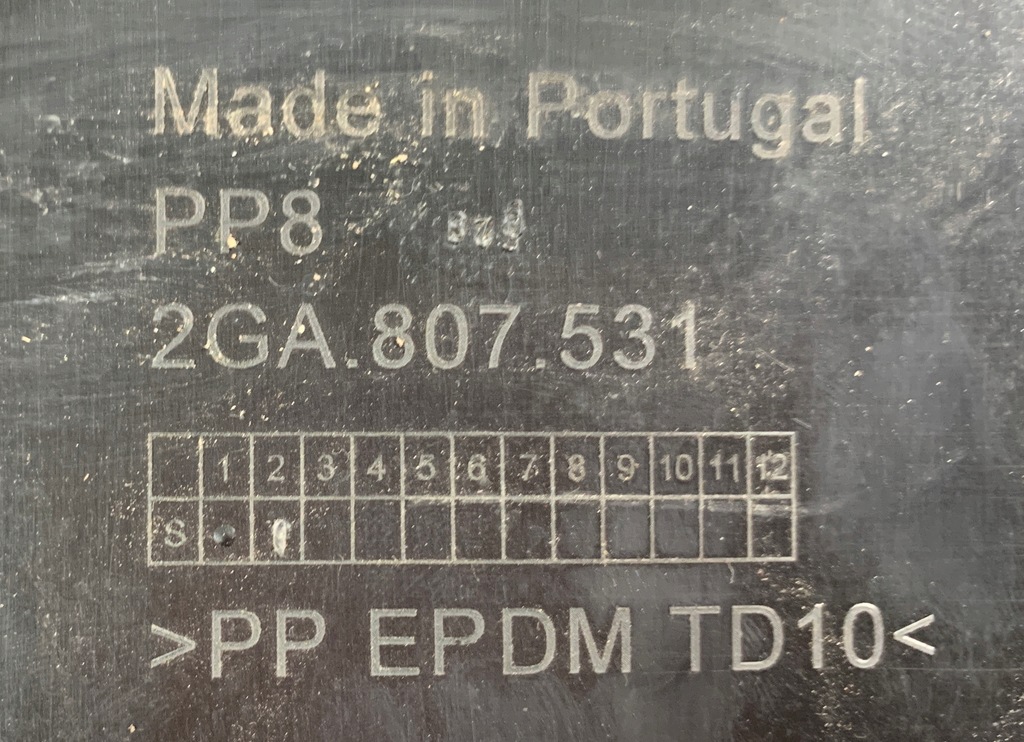 Made in Portugal
PP8
2GA.807.531
1 2 3 4 5 6 7 8 9 10 11 12
S
>PP EPDM TD10<